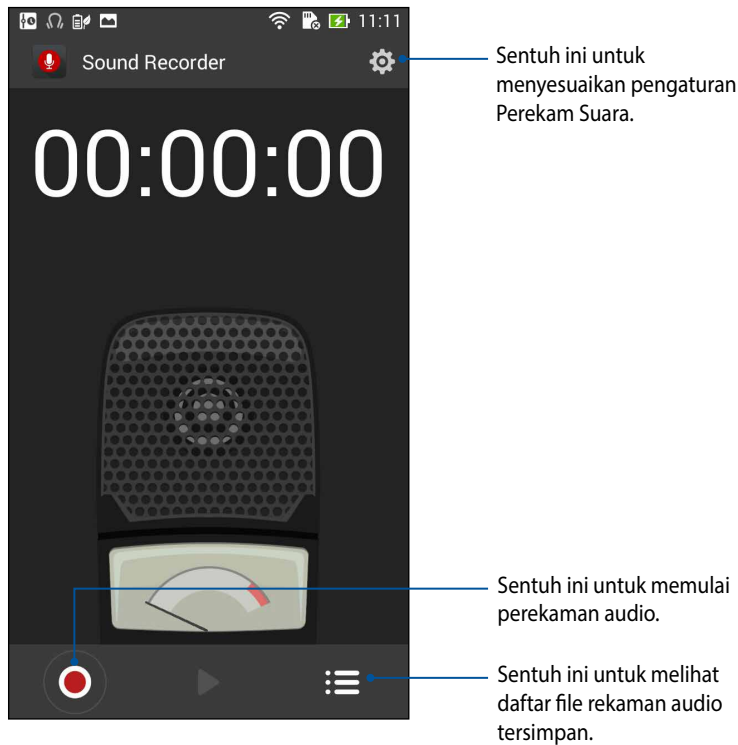 11:11
Sound Recorder
Sentuh ini untuk
menyesuaikan pengaturan
Perekam Suara.
00:00:00
Sentuh ini untuk memulai
perekaman audio.
Sentuh ini untuk melihat
daftar file rekaman audio
tersimpan.